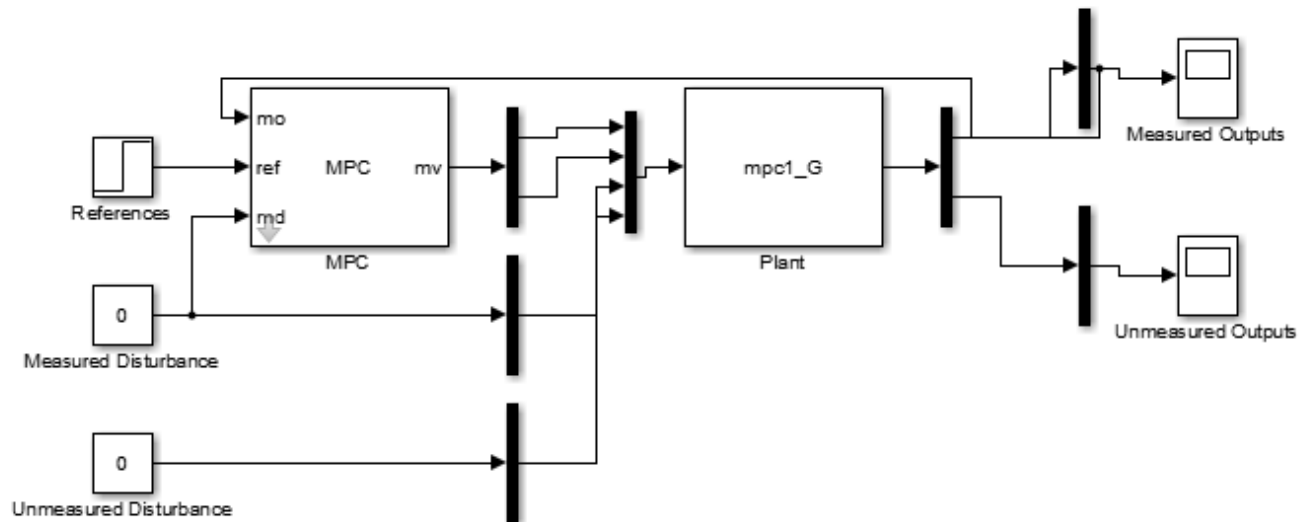 Measured Outputs
mo
ref
MPC
mv
md
MPC
mpc1_G
Plant
References
Unmeasured Outputs
0
Measured Disturbance
0
Unmeasured Disturbance